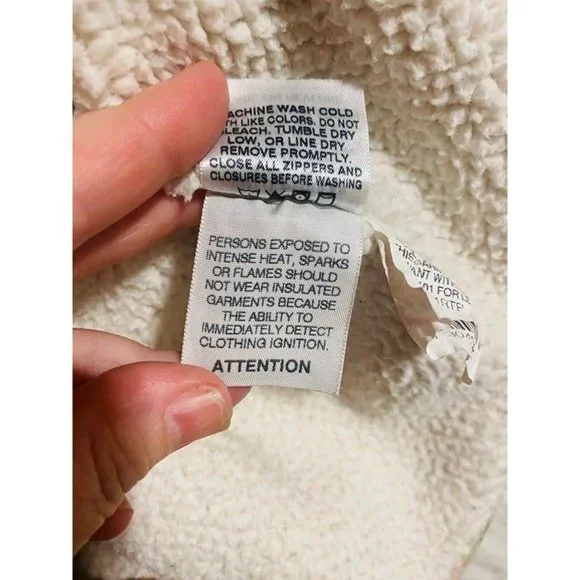 MACHINE WASH COLD
WITH LIKE COLORS. DO NOT
BLEACH. TUMBLE DRY
LOW, OR LINE DRY
REMOVE PROMPTLY.
CLOSE ALL ZIPPERS AND
CLOSURES BEFORE WASHING
PERSONS EXPOSED TO
INTENSE HEAT, SPARKS
OR FLAMES SHOULD
NOT WEAR INSULATED
GARMENTS BECAUSE
THE ABILITY TO
IMMEDIATELY DETECT
CLOTHING IGNITION.
ATTENTION
FOR